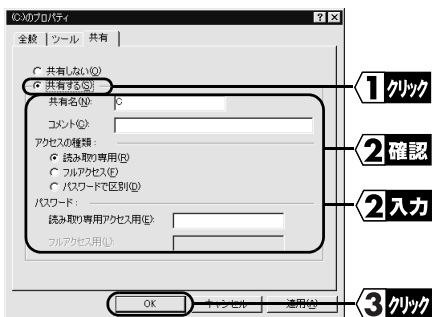 (C:)のプロパティ
全般 ツール 共有
共有しない(O)
共有する(S)
1 クリック
共有名(N): C
コメント(C):
アクセスの種類:
読み取り専用(R)
2 確認
フルアクセス(F)
パスワードで区別(D)
パスワード:
2 入力
読み取り専用アクセス用(E):
フルアクセス用(L):
OK キャンセル 適用(A)
3 クリック